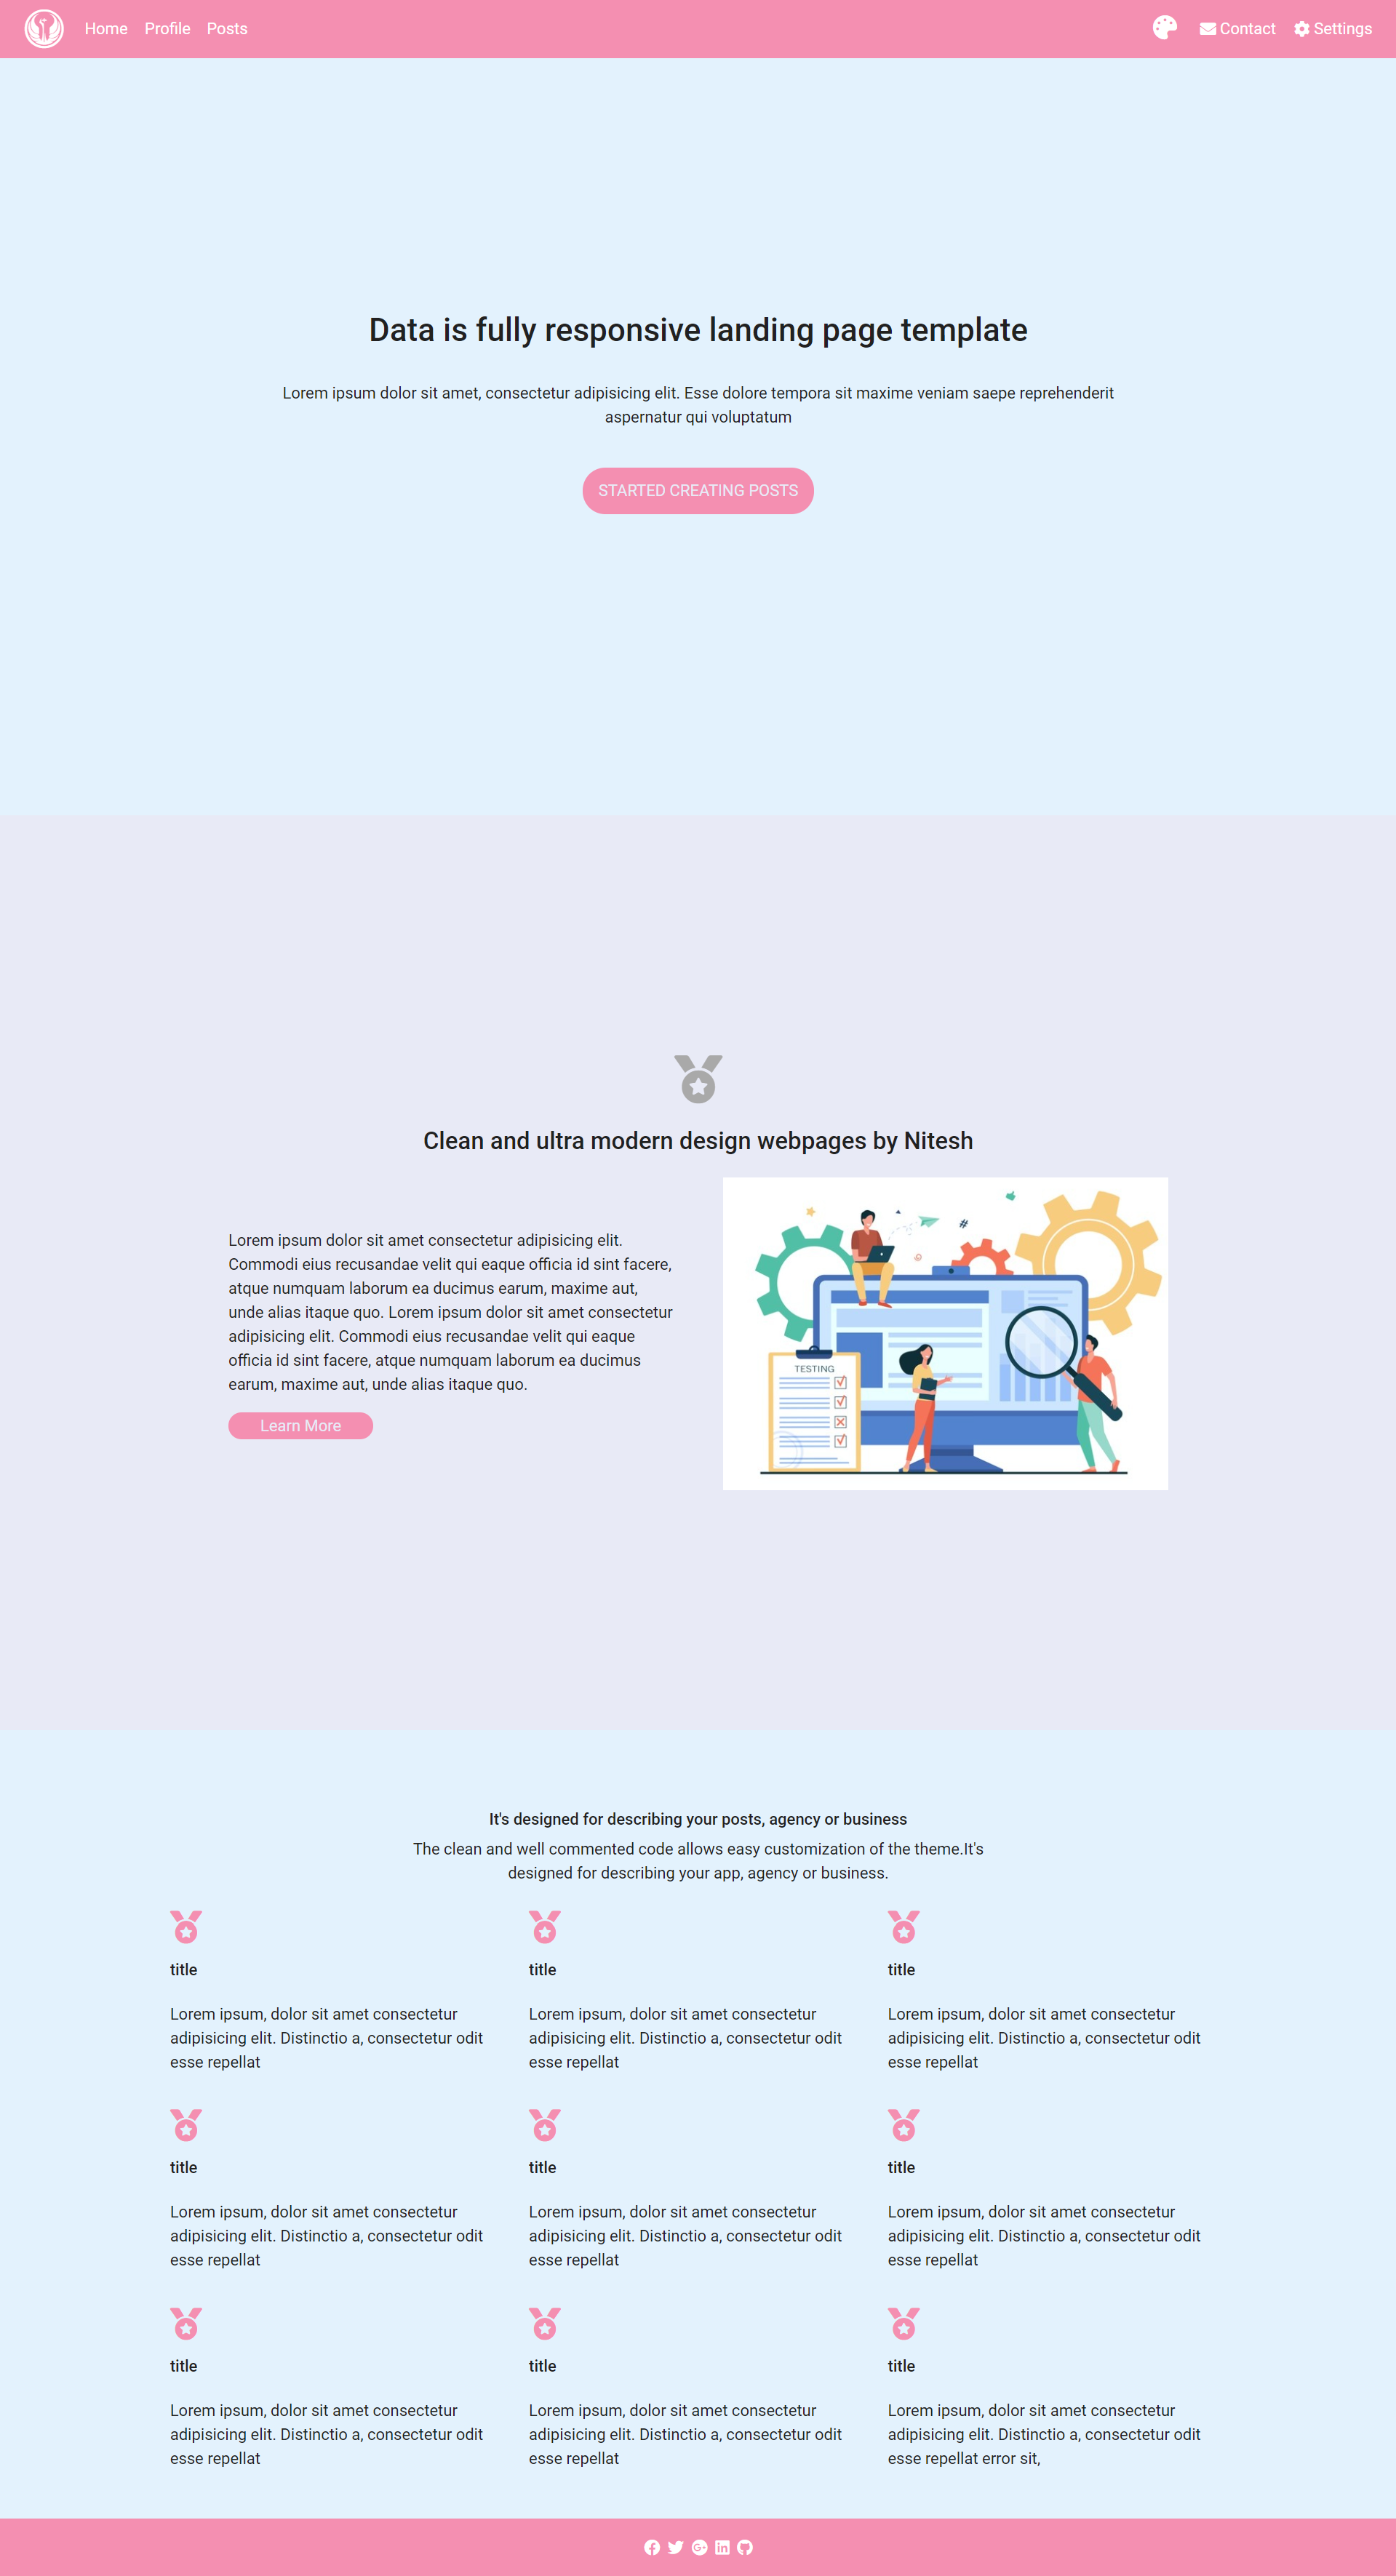 Home Profile Posts Contact Settings
Data is fully responsive landing page template
Lorem ipsum dolor sit amet, consectetur adipisicing elit. Esse dolore tempora sit maxime veniam saepe reprehenderit
aspernatur qui voluptatum
STARTED CREATING POSTS
Clean and ultra modern design webpages by Nitesh
Lorem ipsum dolor sit amet consectetur adipisicing elit.
Commodi eius recusandae velit qui eaque officia id sint facere,
atque numquam laborum ea ducimus earum, maxime aut,
unde alias itaque quo. Lorem ipsum dolor sit amet consectetur
adipisicing elit. Commodi eius recusandae velit qui eaque
officia id sint facere, atque numquam laborum ea ducimus
earum, maxime aut, unde alias itaque quo.
Learn More
#
TESTING
It's designed for describing your posts, agency or business
The clean and well commented code allows easy customization of the theme.It's
designed for describing your app, agency or business.
title
Lorem ipsum, dolor sit amet consectetur
adipisicing elit. Distinctio a, consectetur odit
esse repellat
title
Lorem ipsum, dolor sit amet consectetur
adipisicing elit. Distinctio a, consectetur odit
esse repellat
title
Lorem ipsum, dolor sit amet consectetur
adipisicing elit. Distinctio a, consectetur odit
esse repellat
title
Lorem ipsum, dolor sit amet consectetur
adipisicing elit. Distinctio a, consectetur odit
esse repellat
title
Lorem ipsum, dolor sit amet consectetur
adipisicing elit. Distinctio a, consectetur odit
esse repellat
title
Lorem ipsum, dolor sit amet consectetur
adipisicing elit. Distinctio a, consectetur odit
esse repellat
title
Lorem ipsum, dolor sit amet consectetur
adipisicing elit. Distinctio a, consectetur odit
esse repellat
title
Lorem ipsum, dolor sit amet consectetur
adipisicing elit. Distinctio a, consectetur odit
esse repellat
title
Lorem ipsum, dolor sit amet consectetur
adipisicing elit. Distinctio a, consectetur odit
esse repellat error sit,